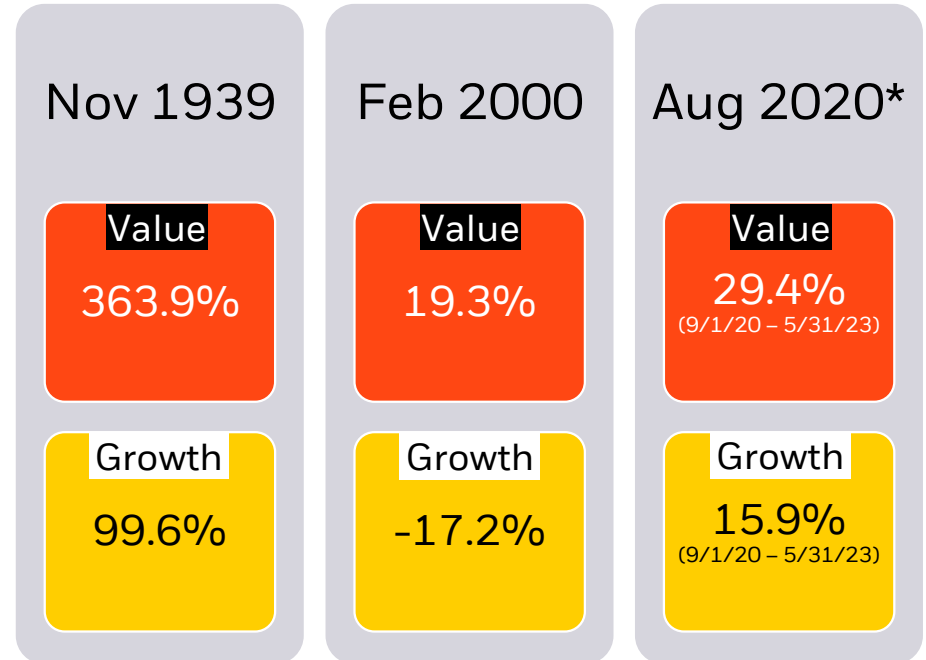 Nov 1939
Value
363.9%
Growth
99.6%
Feb 2000
Value
19.3%
Growth
-17.2%
Aug 2020*
Value
29.4%
(9/1/20 – 5/31/23)
Growth
15.9%
(9/1/20 – 5/31/23)